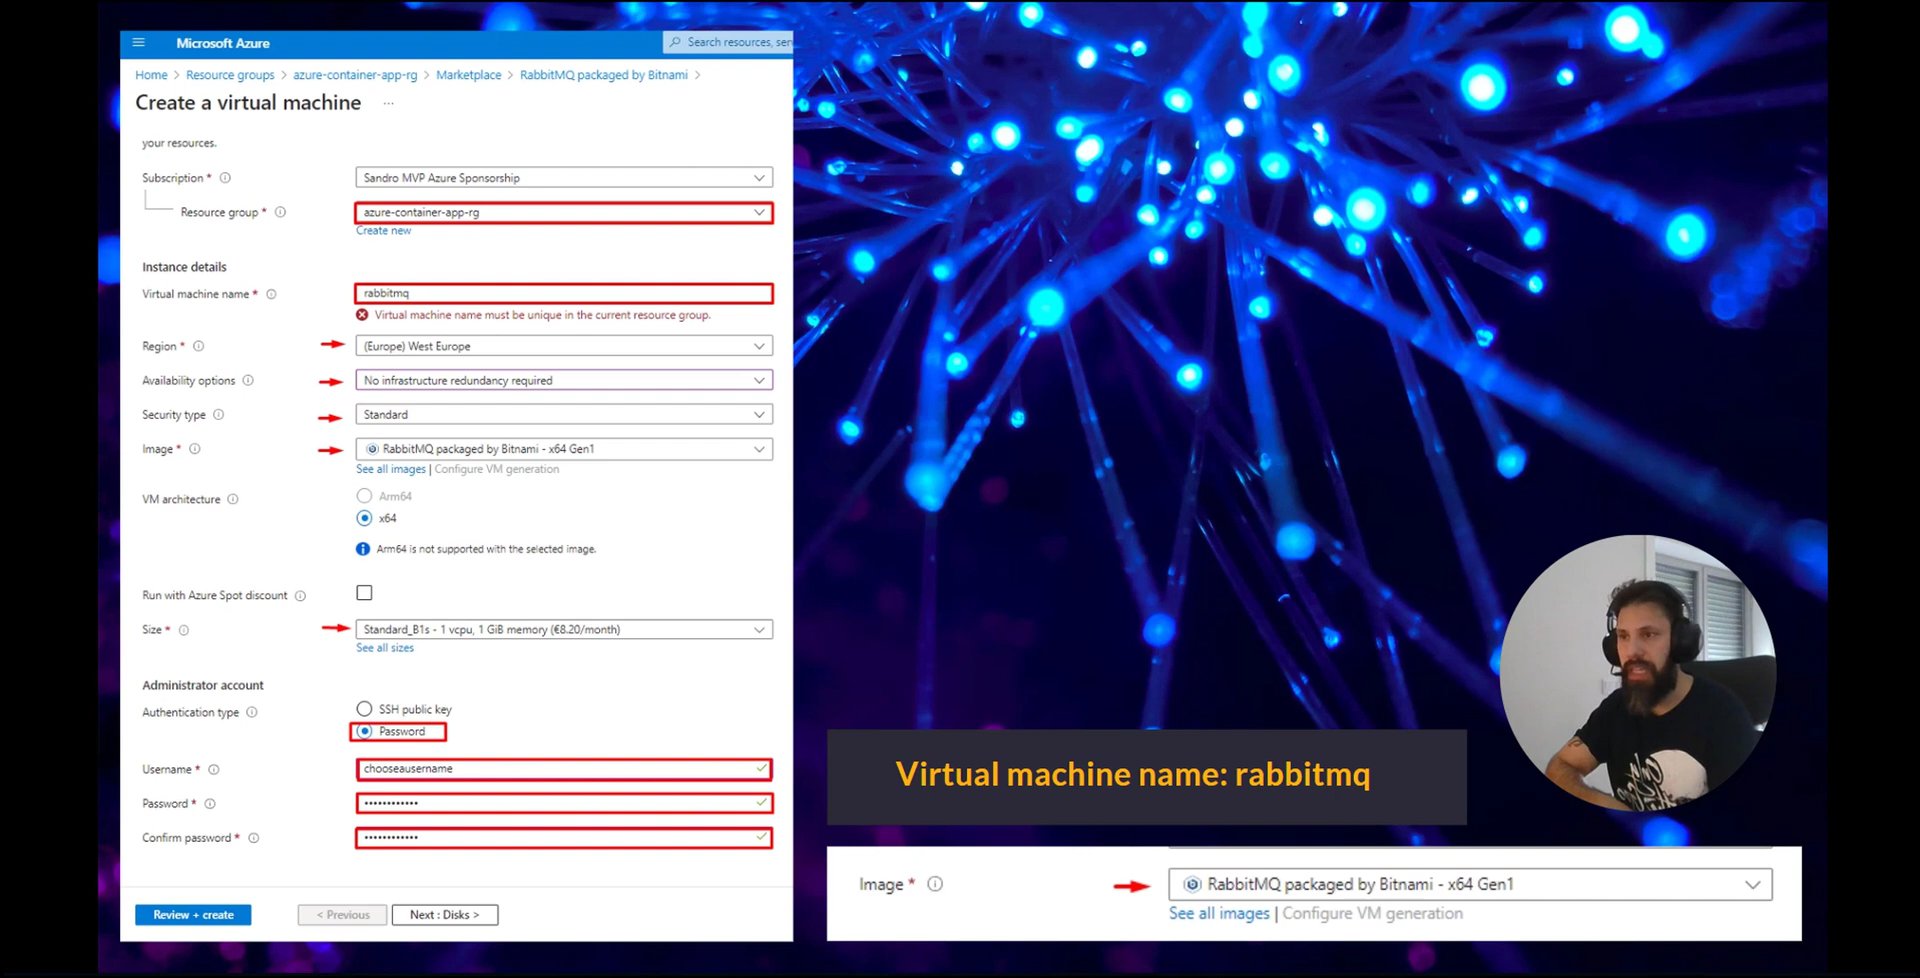 Microsoft Azure
Search resources, serv
Home > Resource groups > azure-container-app-rg > Marketplace > RabbitMQ packaged by Bitnami >
Create a virtual machine ...
your resources.
Subscription *
Sandro MVP Azure Sponsorship
Resource group *
azure-container-app-rg
Create new
Instance details
Virtual machine name *
rabbitmq
Virtual machine name must be unique in the current resource group.
Region *
(Europe) West Europe
Availability options
No infrastructure redundancy required
Security type
Standard
Image *
RabbitMQ packaged by Bitnami - x64 Gen1
See all images | Configure VM generation
VM architecture
Arm64
x64
Arm64 is not supported with the selected image.
Run with Azure Spot discount
Size *
Standard_B1s - 1 vcpu, 1 GiB memory (€8.20/month)
See all sizes
Administrator account
Authentication type
SSH public key
Password
Username *
chooseausername
Password *
••••••••••••
Confirm password *
••••••••••••
Review + create
< Previous
Next : Disks >
Virtual machine name: rabbitmq
Image *
RabbitMQ packaged by Bitnami - x64 Gen1
See all images | Configure VM generation